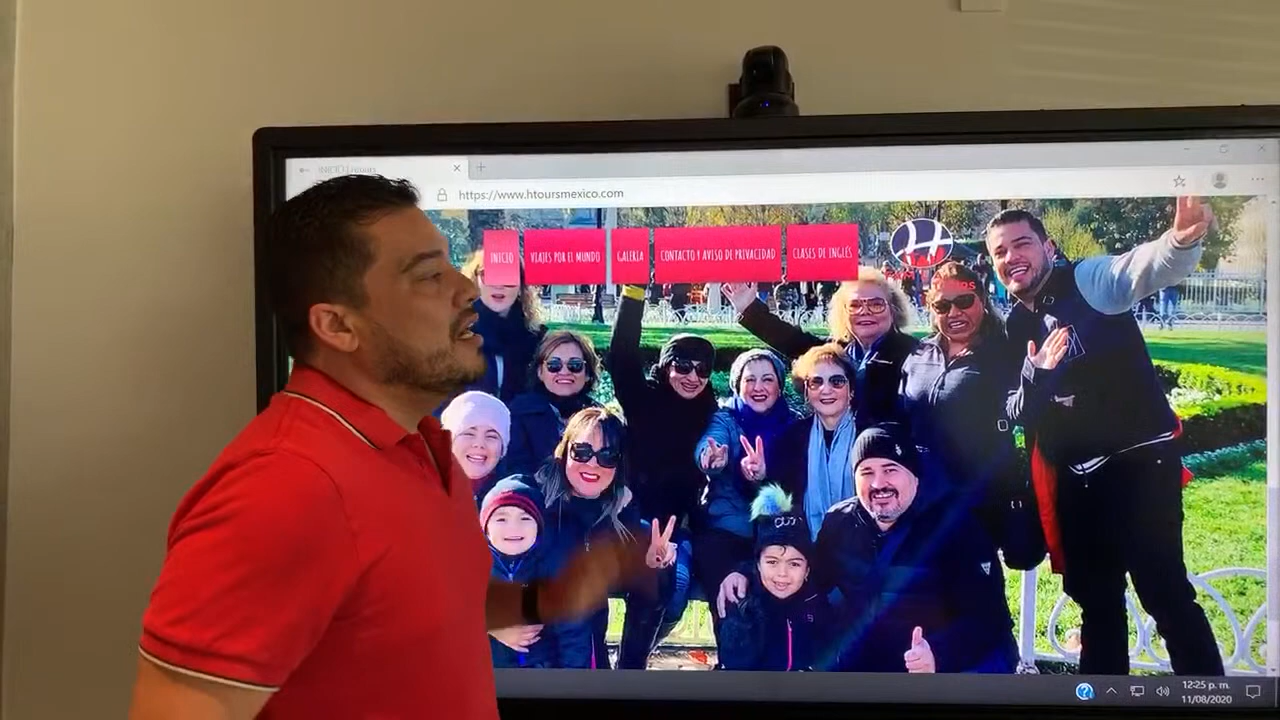 INICIO
https://www.htoursmexico.com
INICIO
VIAJES POR EL MUNDO
GALERIA
CONTACTO Y AVISO DE PRIVACIDAD
CLASES DE INGLÉS
H
12:25 p. m.
11/08/2020